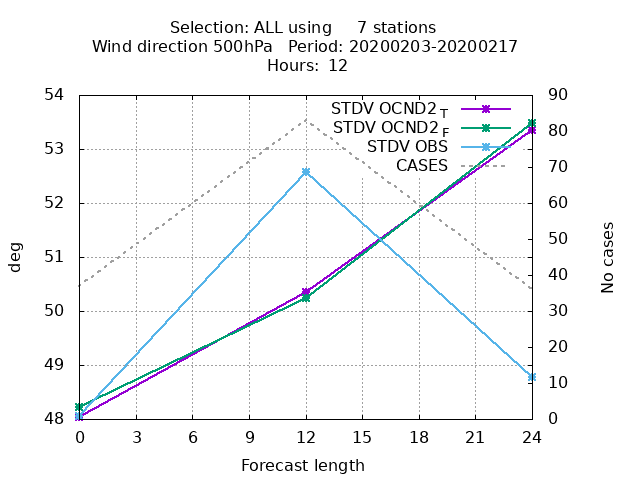 Selection: ALL using     7 stations
Wind direction 500hPa   Period: 20200203-20200217
Hours: 12
54 90
STDV OCND2 T
80
STDV OCND2 F
53
STDV OBS
70
CASES
52 60
51 50
deg
No cases
40
50 30
20
49
10
48 0
0 3 6 9 12 15 18 21 24
Forecast length